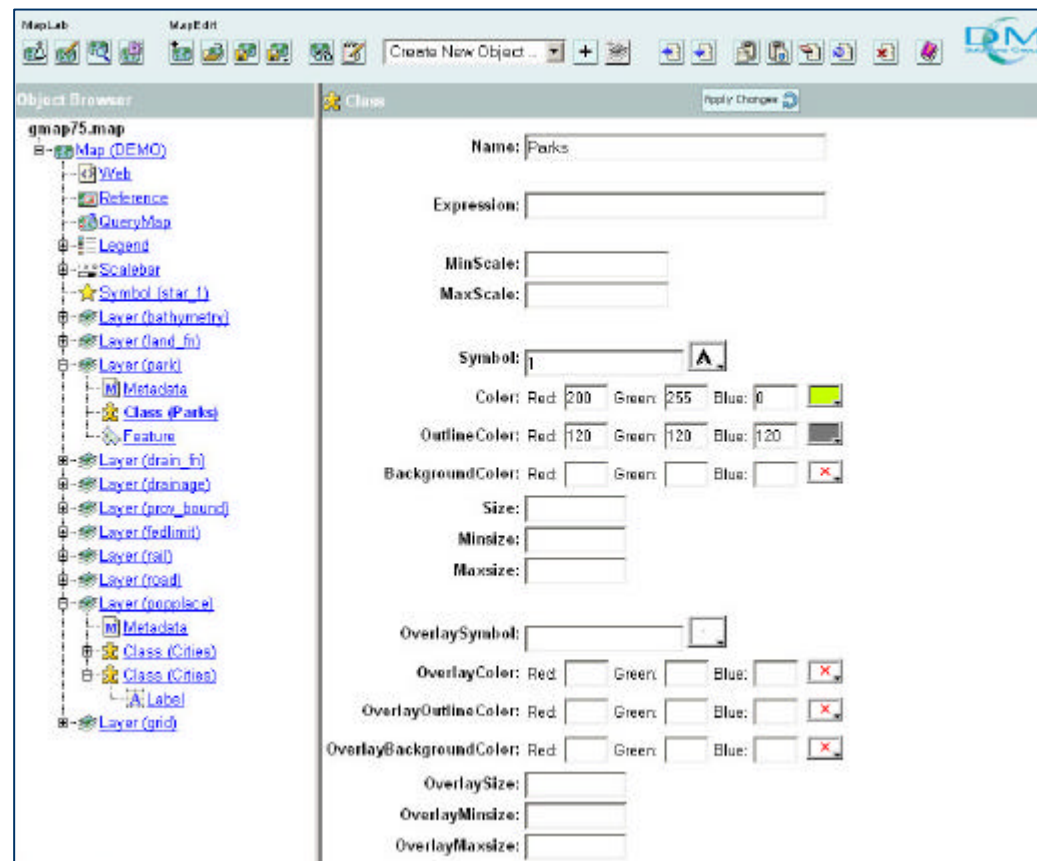 MapLab MapEdit
Create New Object ...
DM
Object Browser
Class
Apply Changes
gmap75.map
Map (DEMO)
Web
Reference
QueryMap
Legend
Scalebar
Symbol (star_1)
Layer (bathymetry)
Layer (land_fn)
Layer (park)
Metadata
Class (Parks)
Feature
Layer (drain_fn)
Layer (drainage)
Layer (prov_bound)
Layer (fedlimit)
Layer (rail)
Layer (road)
Layer (popplace)
Metadata
Class (Cities)
Class (Cities)
Label
Layer (grid)
Name: Parks
Expression:
MinScale:
MaxScale:
Symbol: 1
Color: Red: 200 Green: 255 Blue: 0
OutlineColor: Red: 120 Green: 120 Blue: 120
BackgroundColor: Red: Green: Blue:
Size:
Minsize:
Maxsize:
OverlaySymbol:
OverlayColor: Red: Green: Blue:
OverlayOutlineColor: Red: Green: Blue:
OverlayBackgroundColor: Red: Green: Blue:
OverlaySize:
OverlayMinsize:
OverlayMaxsize: